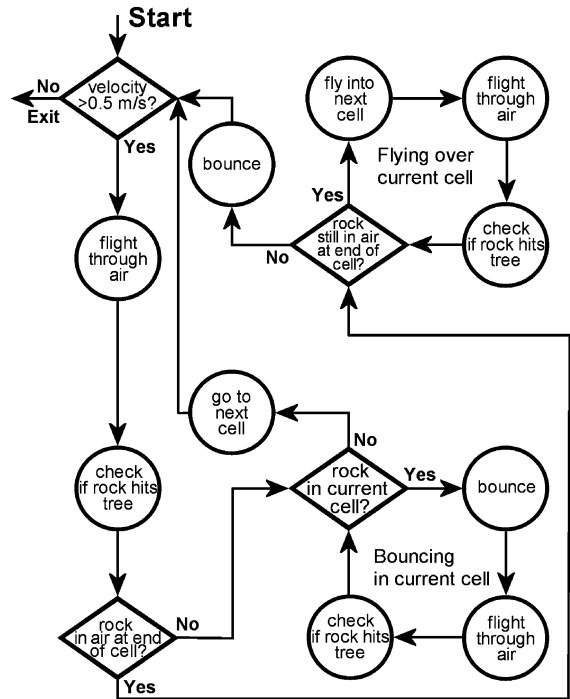 Start
velocity
>0.5 m/s?
No
Exit
Yes
flight
through
air
check
if rock hits
tree
rock
in air at end
of cell?
No
Yes
bounce
fly into
next
cell
flight
through
air
Flying over
current cell
Yes
check
if rock hits
tree
rock
still in air
at end of
cell?
No
go to
next
cell
No
rock
in current
cell?
Yes
bounce
Bouncing
in current cell
check
if rock hits
tree
flight
through
air